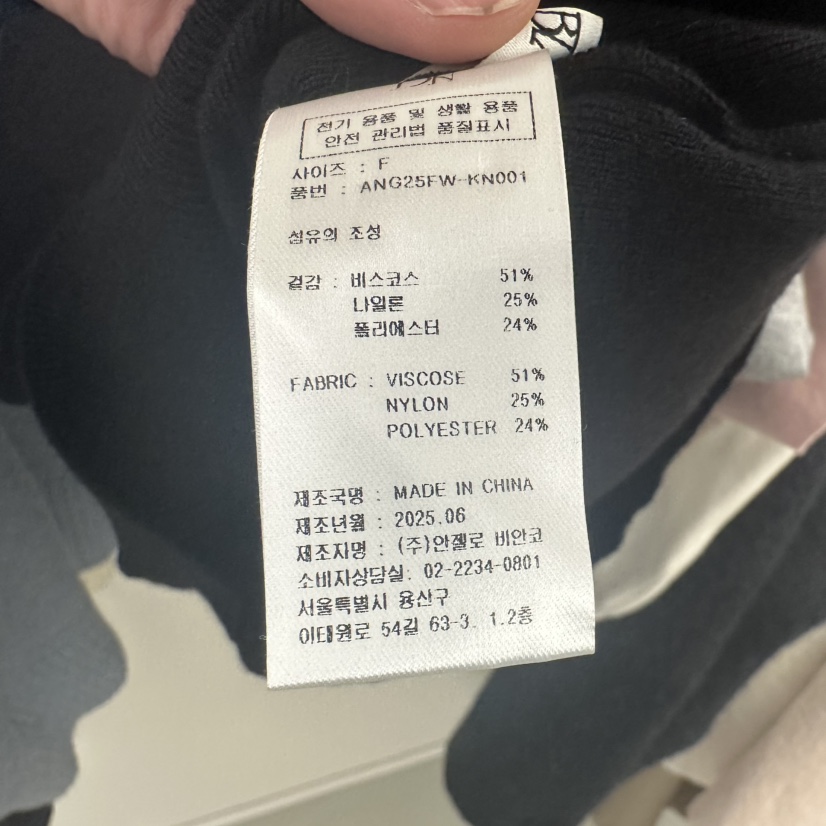 전기 용품 및 생활 용품
안전 관리법 품질표시
사이즈 : F
품번 : ANG25FW-KN001
섬유의 조성
겉감 : 비스코스 51%
나일론 25%
폴리에스터 24%
FABRIC : VISCOSE 51%
NYLON 25%
POLYESTER 24%
제조국명 : MADE IN CHINA
제조년월 : 2025.06
제조자명 : (주)안젤로 비안코
소비자상담실: 02-2234-0801
서울특별시 용산구
이태원로 54길 63-3. 1.2층